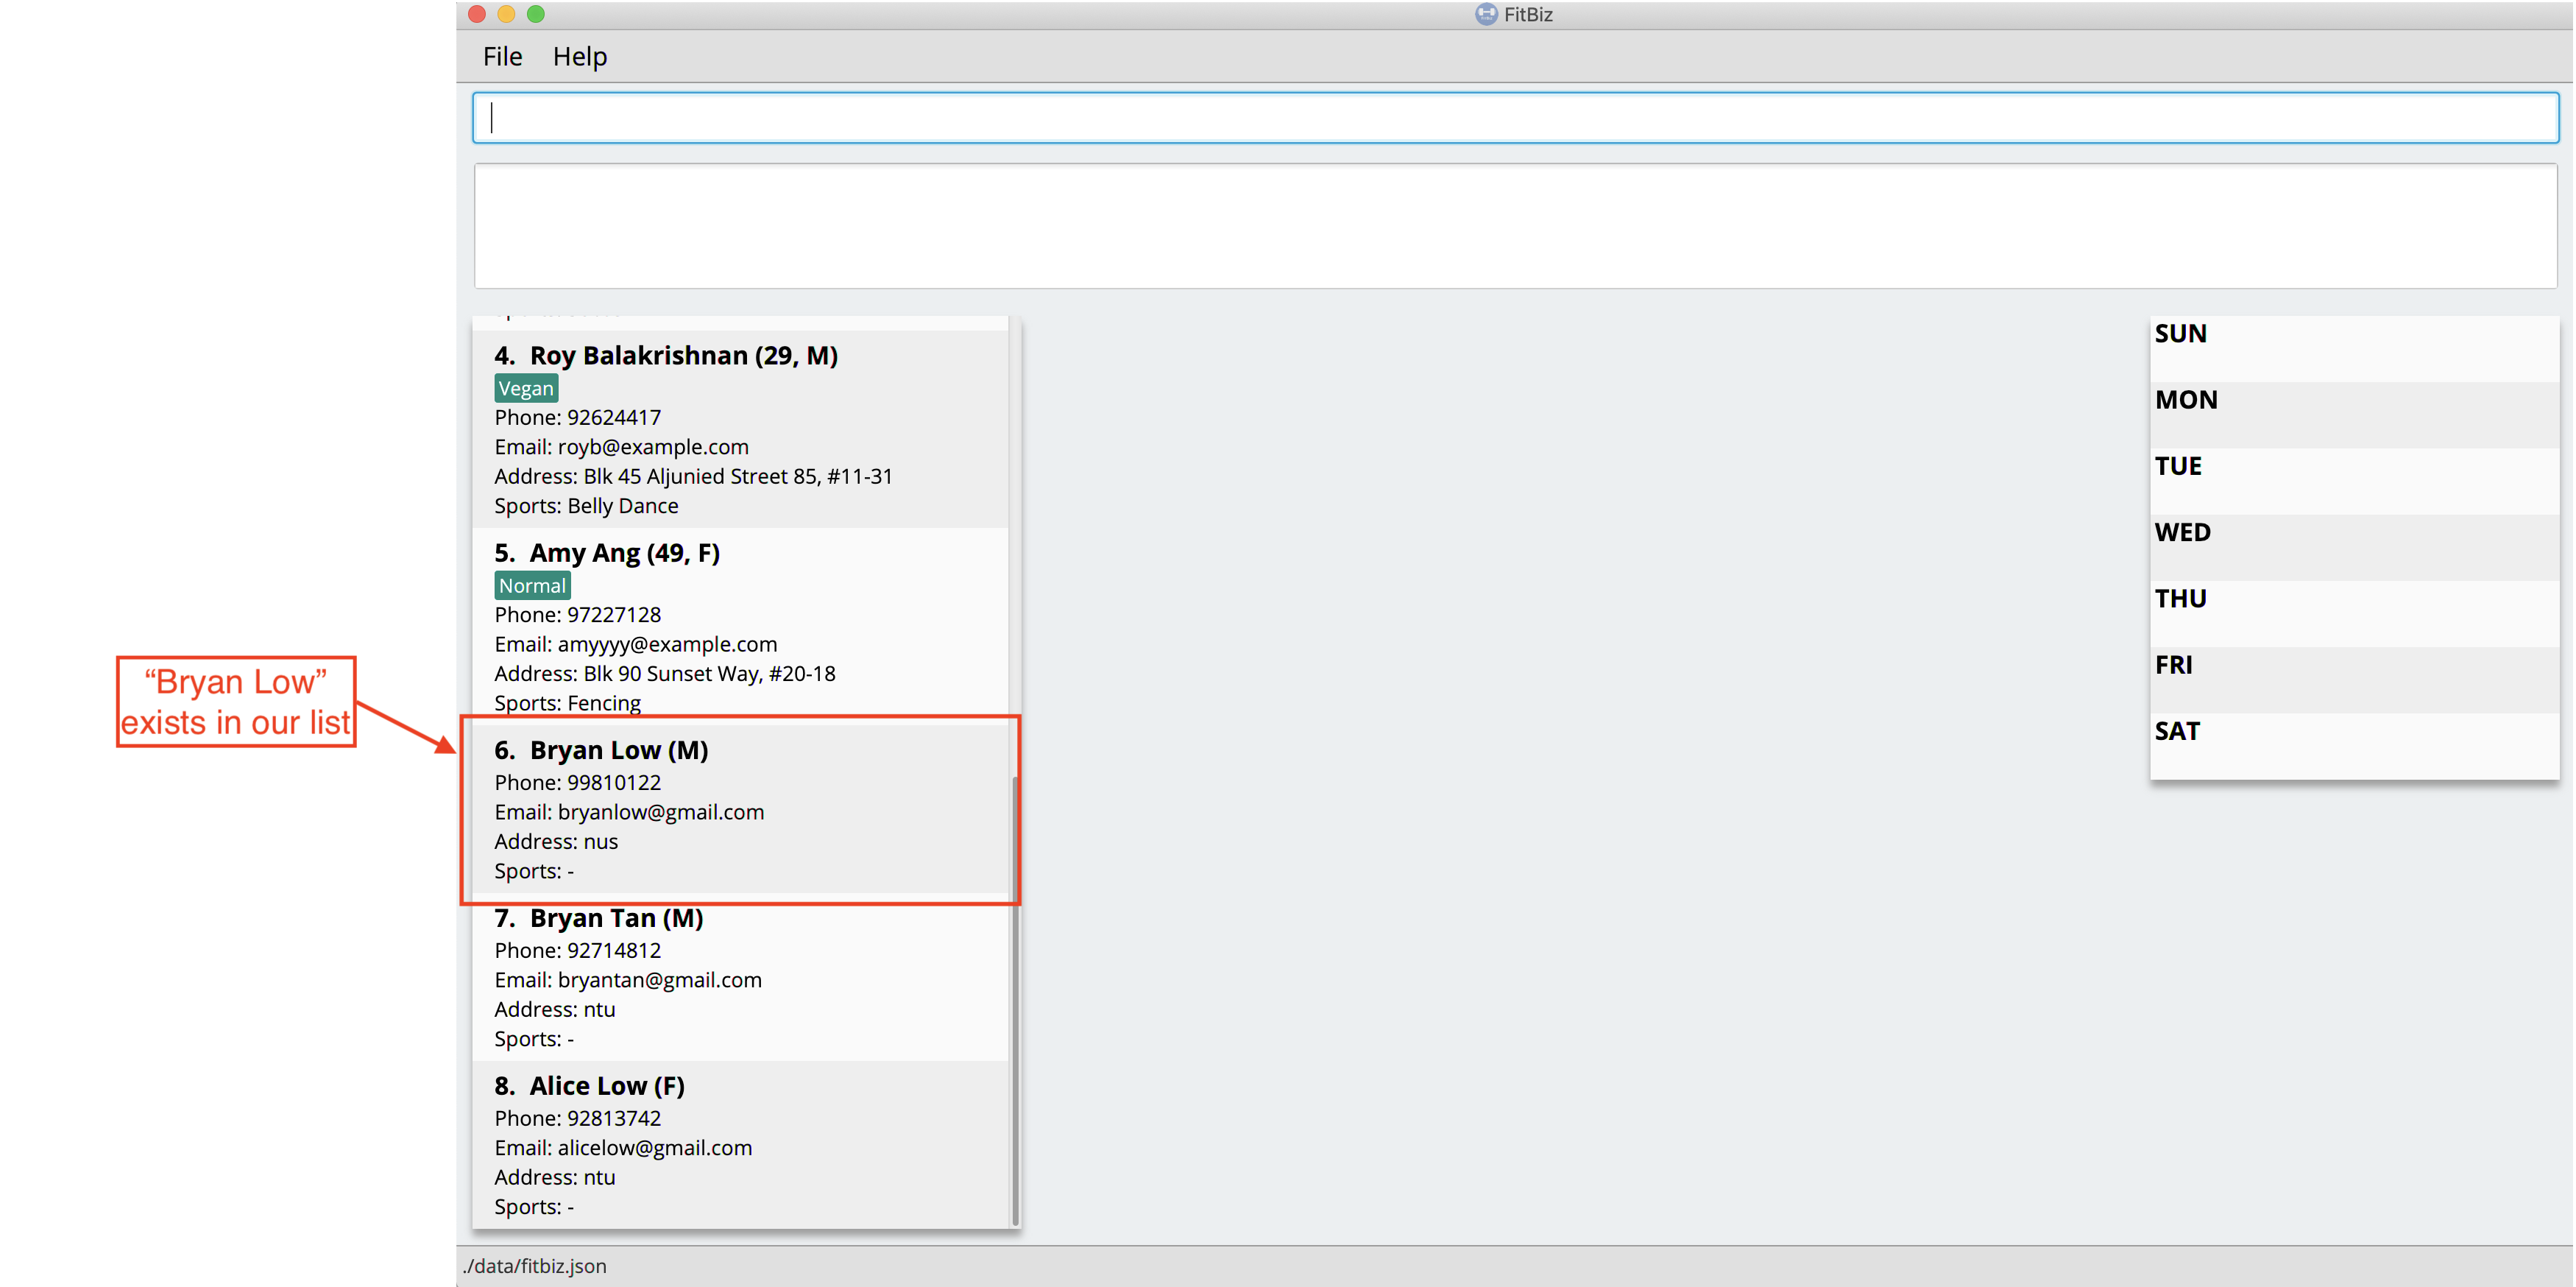 FitBiz
File Help
4. Roy Balakrishnan (29, M)
Vegan
Phone: 92624417
Email: royb@example.com
Address: Blk 45 Aljunied Street 85, #11-31
Sports: Belly Dance
5. Amy Ang (49, F)
Normal
Phone: 97227128
Email: amyyyy@example.com
Address: Blk 90 Sunset Way, #20-18
Sports: Fencing
“Bryan Low”
exists in our list
6. Bryan Low (M)
Phone: 99810122
Email: bryanlow@gmail.com
Address: nus
Sports: -
7. Bryan Tan (M)
Phone: 92714812
Email: bryantan@gmail.com
Address: ntu
Sports: -
8. Alice Low (F)
Phone: 92813742
Email: alicelow@gmail.com
Address: ntu
Sports: -
SUN
MON
TUE
WED
THU
FRI
SAT
./data/fitbiz.json